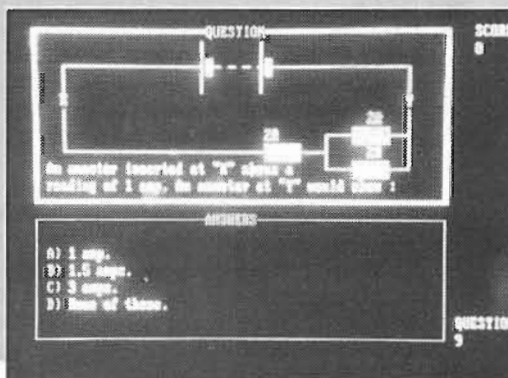 QUESTION
SCORE
0
X
Y
2Ω
2Ω
2Ω
An ammeter inserted at "X" shows a
reading of 1 amp. An ammeter at "Y" would show :
ANSWERS
A) 1 amp.
B) 1.5 amps.
C) 3 amps.
D) None of these.
QUESTION
9